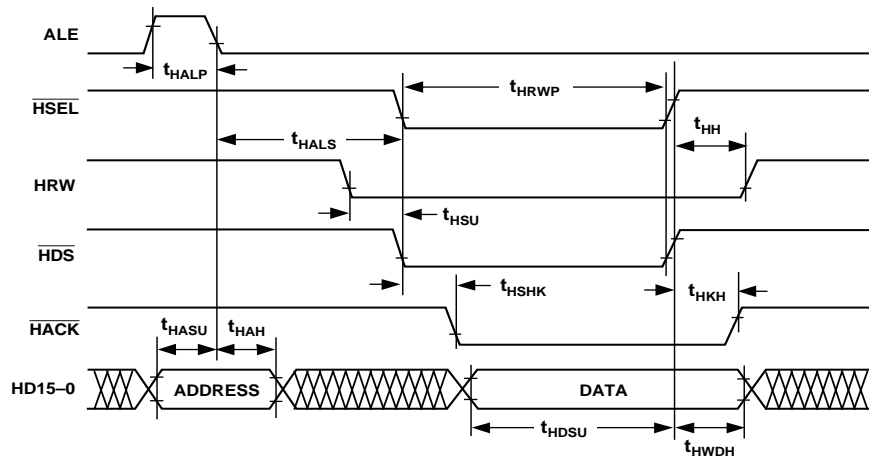 ALE
tHALP
HSEL
tHRWP
tHALS
tHH
HRW
tHSU
HDS
tHSHK
tHKH
HACK
tHASU
tHAH
HD15–0
ADDRESS
DATA
tHDSU
tHWDH